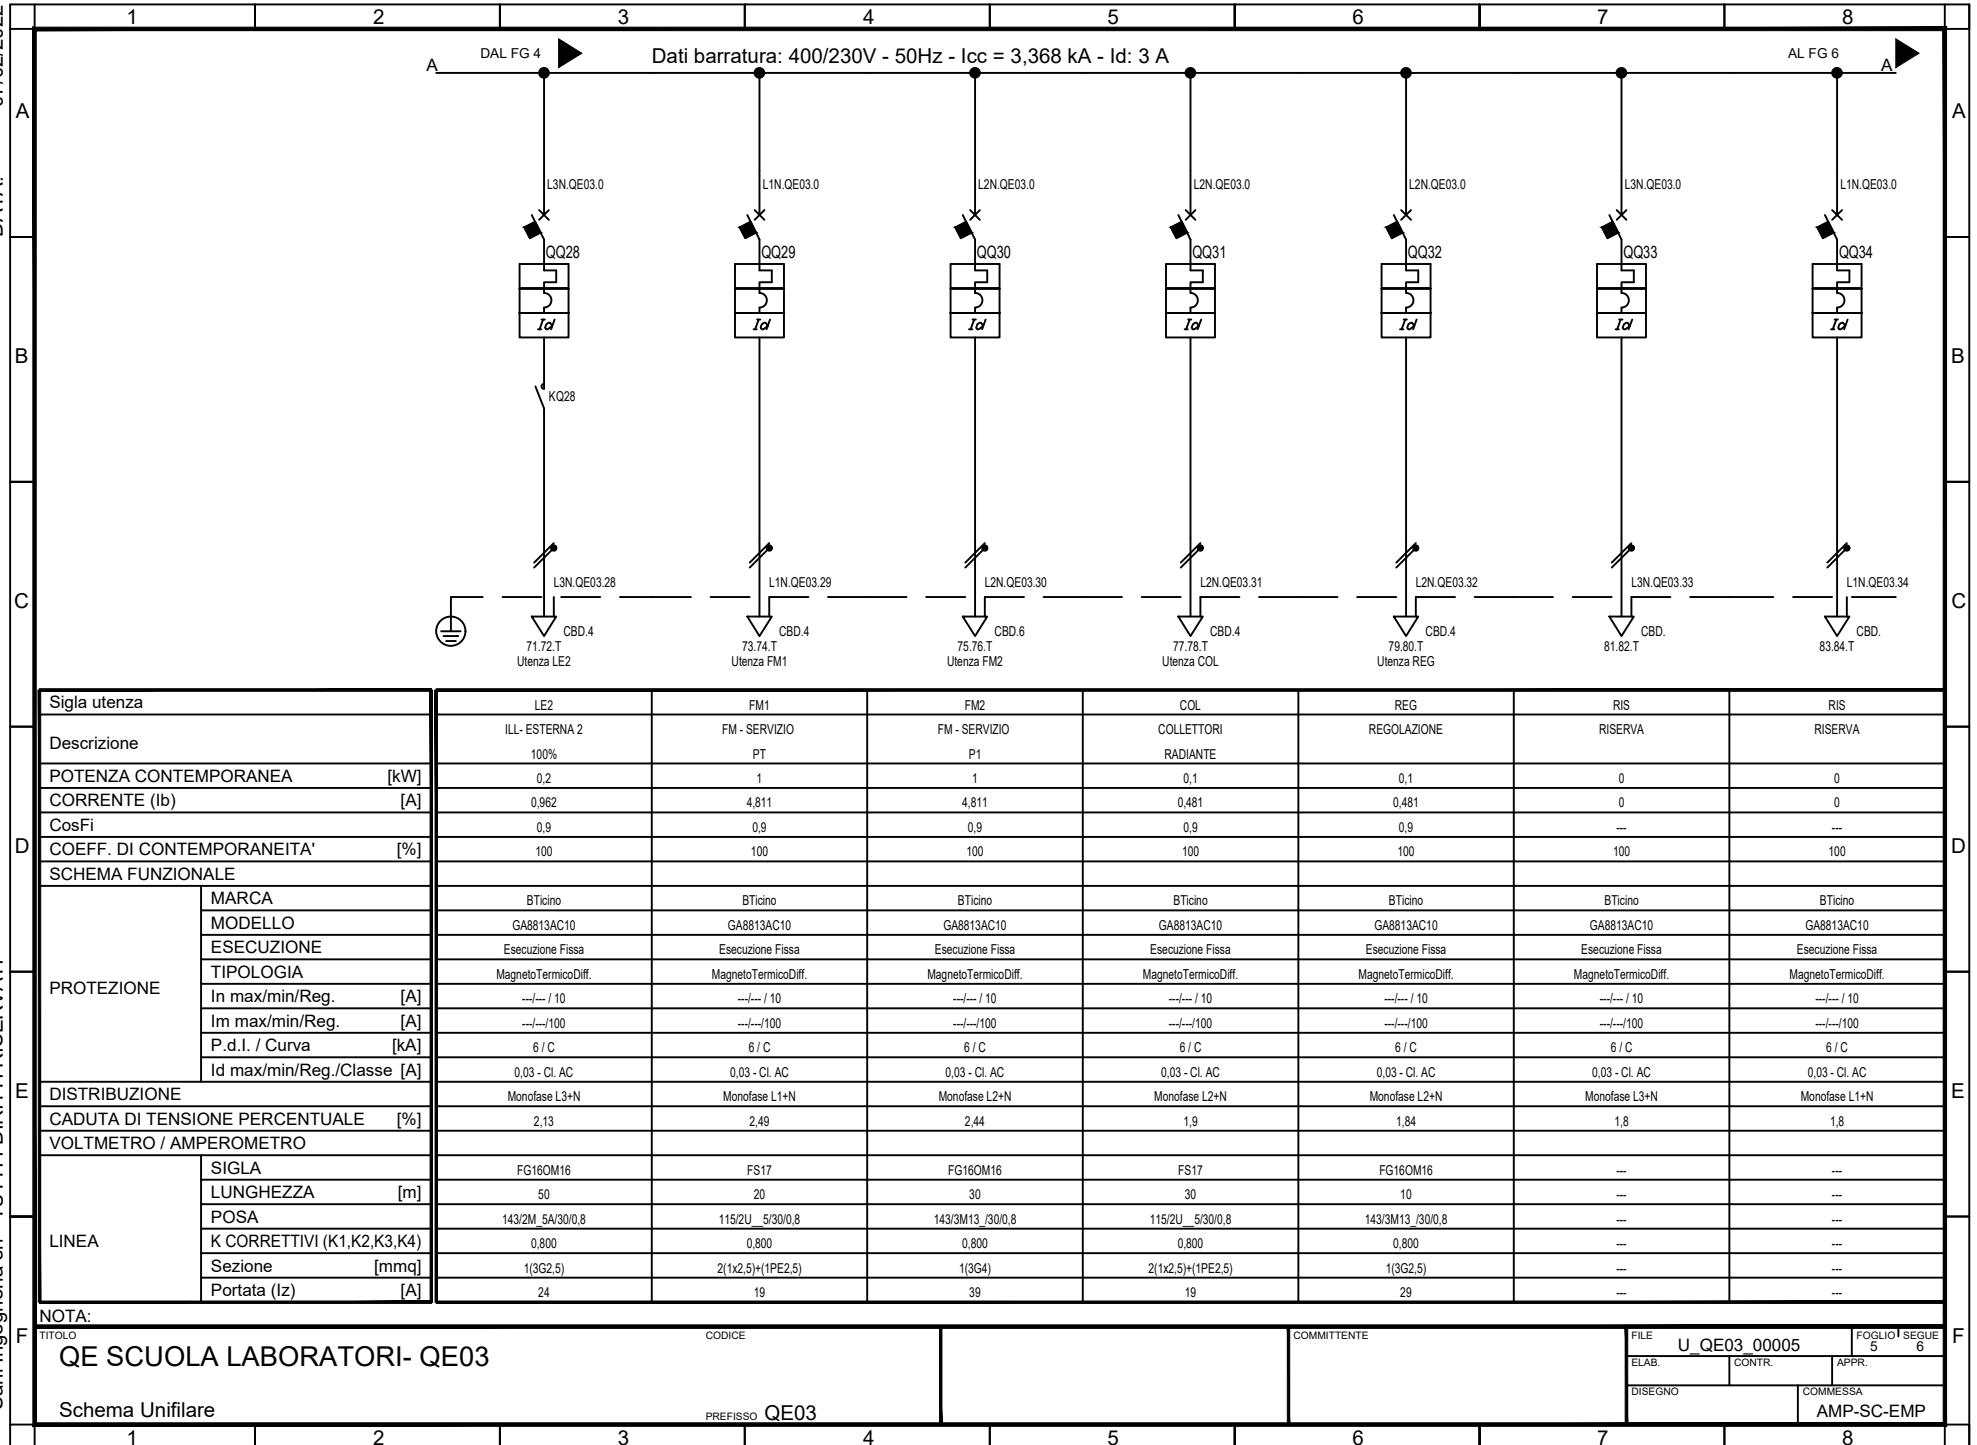 1 2 3 4 5 6 7 8
DAL FG 4
Dati barratura: 400/230V - 50Hz - Icc = 3,368 kA - Id: 3 A
AL FG 6
A A
A A
L3N.QE03.0 L1N.QE03.0 L2N.QE03.0 L2N.QE03.0 L2N.QE03.0 L3N.QE03.0 L1N.QE03.0
QQ28 QQ29 QQ30 QQ31 QQ32 QQ33 QQ34
Id Id Id Id Id Id Id
B B
KQ28
L3N.QE03.28 L1N.QE03.29 L2N.QE03.30 L2N.QE03.31 L2N.QE03.32 L3N.QE03.33 L1N.QE03.34
C C
CBD.4 CBD.4 CBD.6 CBD.4 CBD.4 CBD. CBD.
71.72.T 73.74.T 75.76.T 77.78.T 79.80.T 81.82.T 83.84.T
Utenza LE2 Utenza FM1 Utenza FM2 Utenza COL Utenza REG
Sigla utenza LE2 FM1 FM2 COL REG RIS RIS
Descrizione ILL- ESTERNA 2 FM - SERVIZIO FM - SERVIZIO COLLETTORI REGOLAZIONE RISERVA RISERVA
100% PT P1 RADIANTE
POTENZA CONTEMPORANEA [kW] 0,2 1 1 0,1 0,1 0 0
CORRENTE (Ib) [A] 0,962 4,811 4,811 0,481 0,481 0 0
CosFi 0,9 0,9 0,9 0,9 0,9 --- ---
D D
COEFF. DI CONTEMPORANEITA' [%] 100 100 100 100 100 100 100
SCHEMA FUNZIONALE
PROTEZIONE
MARCA BTicino BTicino BTicino BTicino BTicino BTicino BTicino
MODELLO GA8813AC10 GA8813AC10 GA8813AC10 GA8813AC10 GA8813AC10 GA8813AC10 GA8813AC10
ESECUZIONE Esecuzione Fissa Esecuzione Fissa Esecuzione Fissa Esecuzione Fissa Esecuzione Fissa Esecuzione Fissa Esecuzione Fissa
TIPOLOGIA MagnetoTermicoDiff. MagnetoTermicoDiff. MagnetoTermicoDiff. MagnetoTermicoDiff. MagnetoTermicoDiff. MagnetoTermicoDiff. MagnetoTermicoDiff.
In max/min/Reg. [A] ---/--- / 10 ---/--- / 10 ---/--- / 10 ---/--- / 10 ---/--- / 10 ---/--- / 10 ---/--- / 10
Im max/min/Reg. [A] ---/---/100 ---/---/100 ---/---/100 ---/---/100 ---/---/100 ---/---/100 ---/---/100
P.d.I. / Curva [kA] 6 / C 6 / C 6 / C 6 / C 6 / C 6 / C 6 / C
Id max/min/Reg./Classe [A] 0,03 - Cl. AC 0,03 - Cl. AC 0,03 - Cl. AC 0,03 - Cl. AC 0,03 - Cl. AC 0,03 - Cl. AC 0,03 - Cl. AC
E E
DISTRIBUZIONE Monofase L3+N Monofase L1+N Monofase L2+N Monofase L2+N Monofase L2+N Monofase L3+N Monofase L1+N
CADUTA DI TENSIONE PERCENTUALE [%] 2,13 2,49 2,44 1,9 1,84 1,8 1,8
VOLTMETRO / AMPEROMETRO
LINEA
SIGLA FG16OM16 FS17 FG16OM16 FS17 FG16OM16 --- ---
LUNGHEZZA [m] 50 20 30 30 10 --- ---
POSA 143/2M_5A/30/0,8 115/2U__5/30/0,8 143/3M13_/30/0,8 115/2U__5/30/0,8 143/3M13_/30/0,8 --- ---
K CORRETTIVI (K1,K2,K3,K4) 0,800 0,800 0,800 0,800 0,800 --- ---
Sezione [mmq] 1(3G2,5) 2(1x2,5)+(1PE2,5) 1(3G4) 2(1x2,5)+(1PE2,5) 1(3G2,5) --- ---
Portata (Iz) [A] 24 19 39 19 29 --- ---
NOTA:
F F
TITOLO
QE SCUOLA LABORATORI- QE03
Schema Unifilare
CODICE
PREFISSO QE03
COMMITTENTE
FILE U_QE03_00005
FOGLIO 5 SEGUE 6
ELAB. CONTR. APPR.
DISEGNO COMMESSA
AMP-SC-EMP
1 2 3 4 5 6 7 8